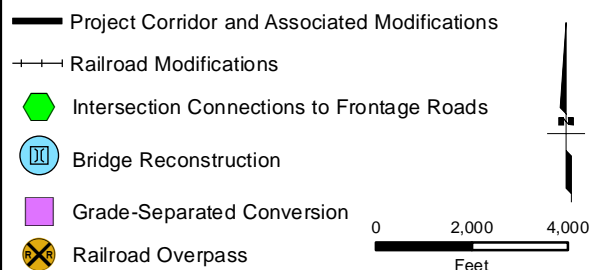 Project Corridor and Associated Modifications
Railroad Modifications
Intersection Connections to Frontage Roads
Bridge Reconstruction
Grade-Separated Conversion
R R Railroad Overpass
N
0 2,000 4,000
Feet